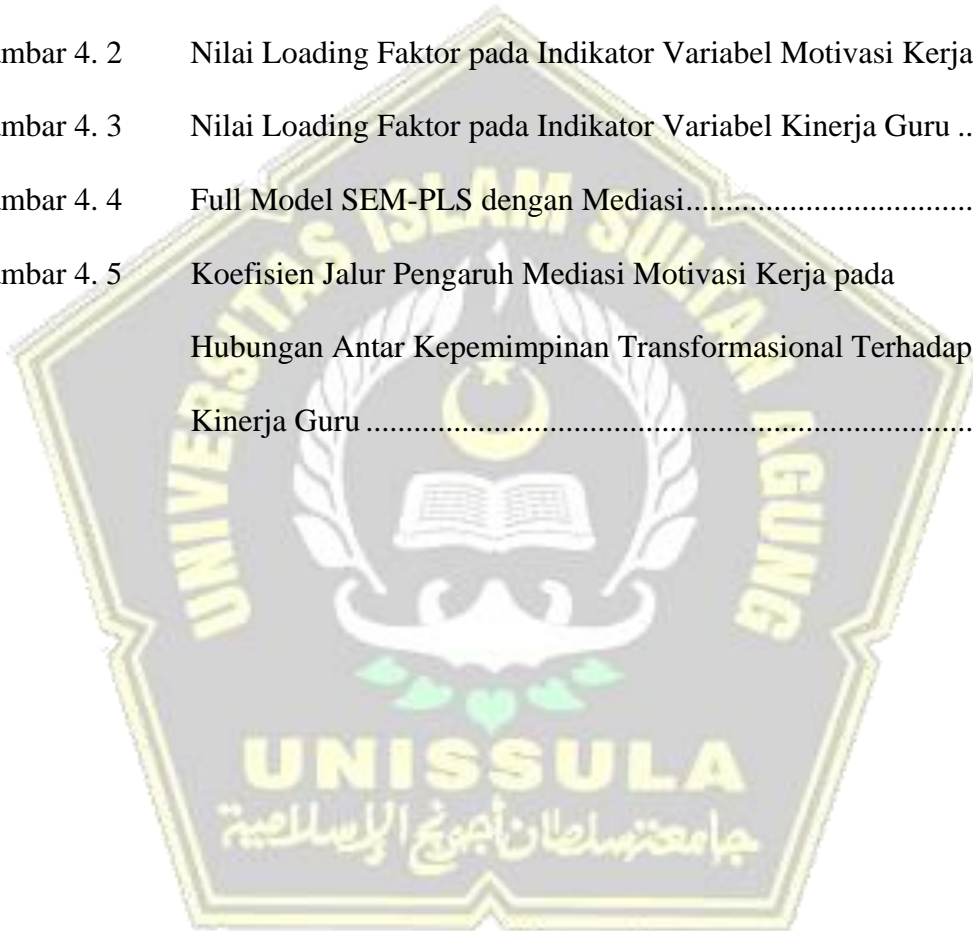 mbar 4. 2 Nilai Loading Faktor pada Indikator Variabel Motivasi Kerja
mbar 4. 3 Nilai Loading Faktor pada Indikator Variabel Kinerja Guru ..
mbar 4. 4 Full Model SEM-PLS dengan Mediasi..................................
mbar 4. 5 Koefisien Jalur Pengaruh Mediasi Motivasi Kerja pada
Hubungan Antar Kepemimpinan Transformasional Terhadap
Kinerja Guru ........................................................................
UNIVERSITAS ISLAM SULTAN AGUNG
UNISSULA
جامعة سلطان أجونج الإسلامية